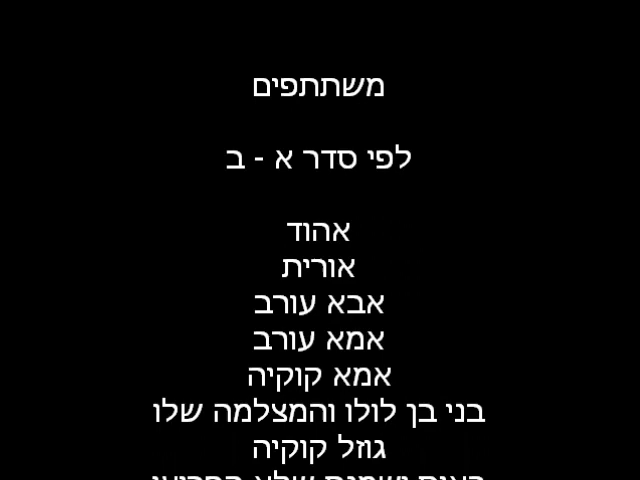 משתתפים
לפי סדר א - ב
אהוד
אורית
אבא עורב
אמא עורב
אמא קוקיה
בני בן לולו והמצלמה שלו
גוזל קוקיה